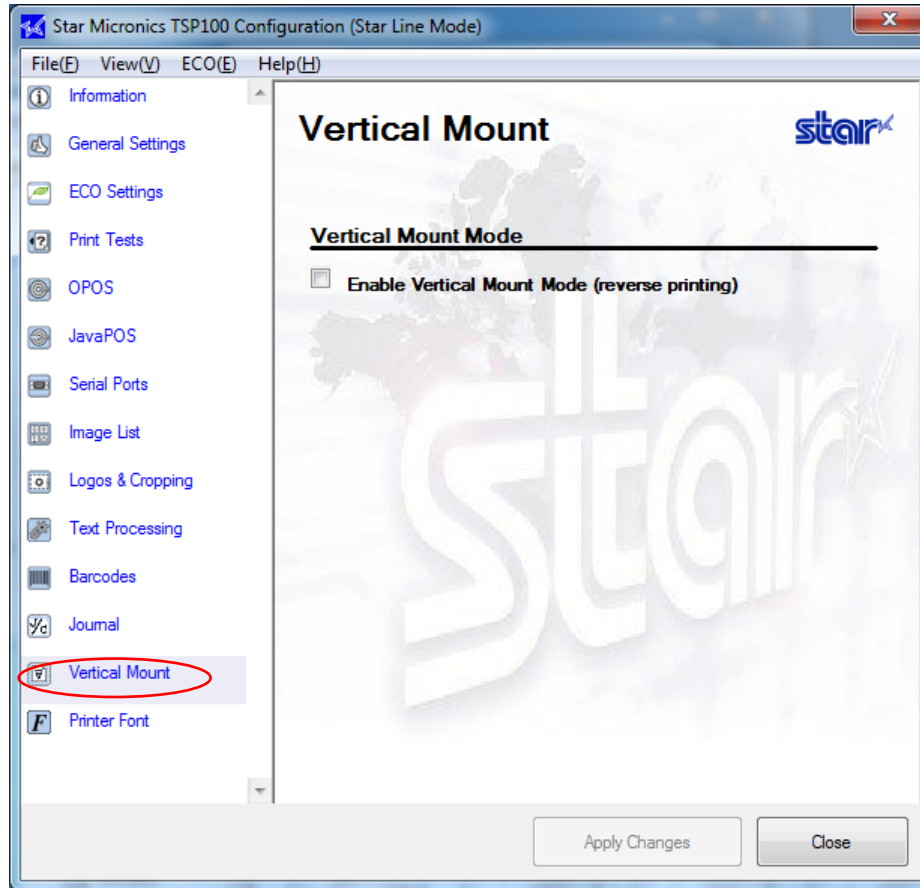 Star Micronics TSP100 Configuration (Star Line Mode)
x
File(F) View(V) ECO(E) Help(H)
Information
General Settings
ECO Settings
Print Tests
OPOS
JavaPOS
Serial Ports
Image List
Logos & Cropping
Text Processing
Barcodes
Journal
Vertical Mount
Printer Font
Vertical Mount
star
Vertical Mount Mode
Enable Vertical Mount Mode (reverse printing)
star
Apply Changes
Close